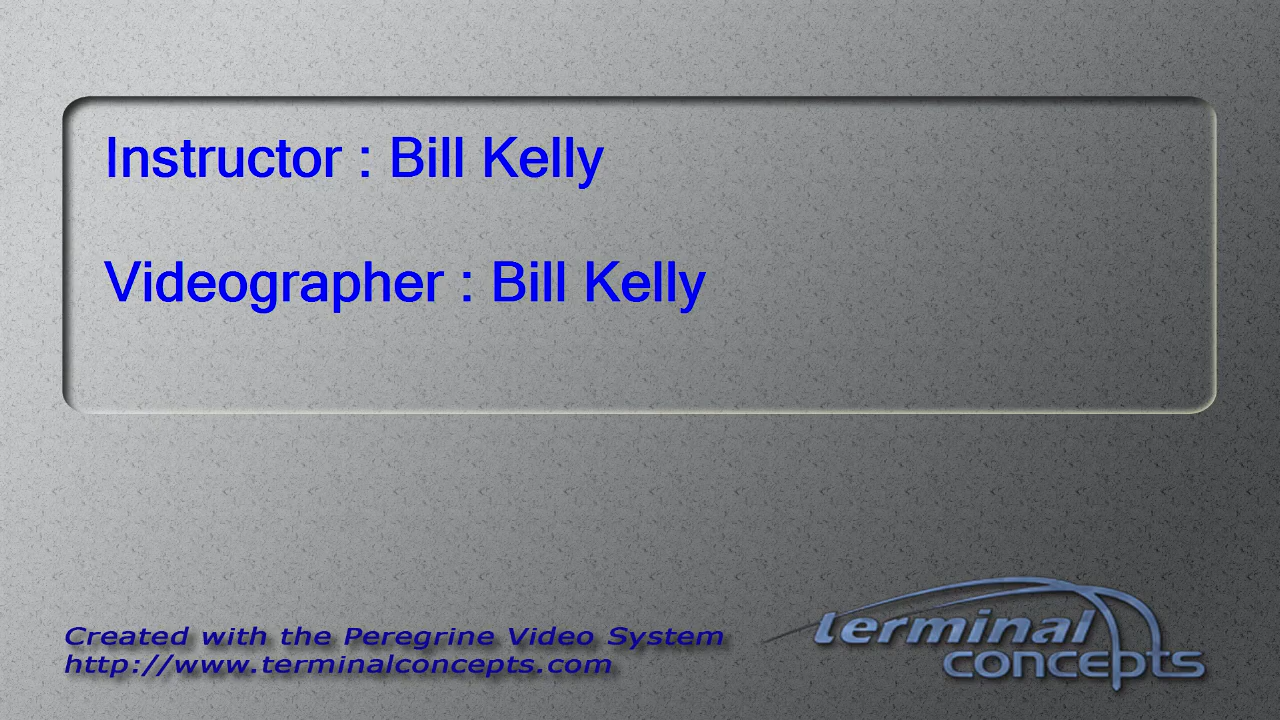 Instructor : Bill Kelly
Videographer : Bill Kelly
Created with the Peregrine Video System
http://www.terminalconcepts.com
terminal
concepts